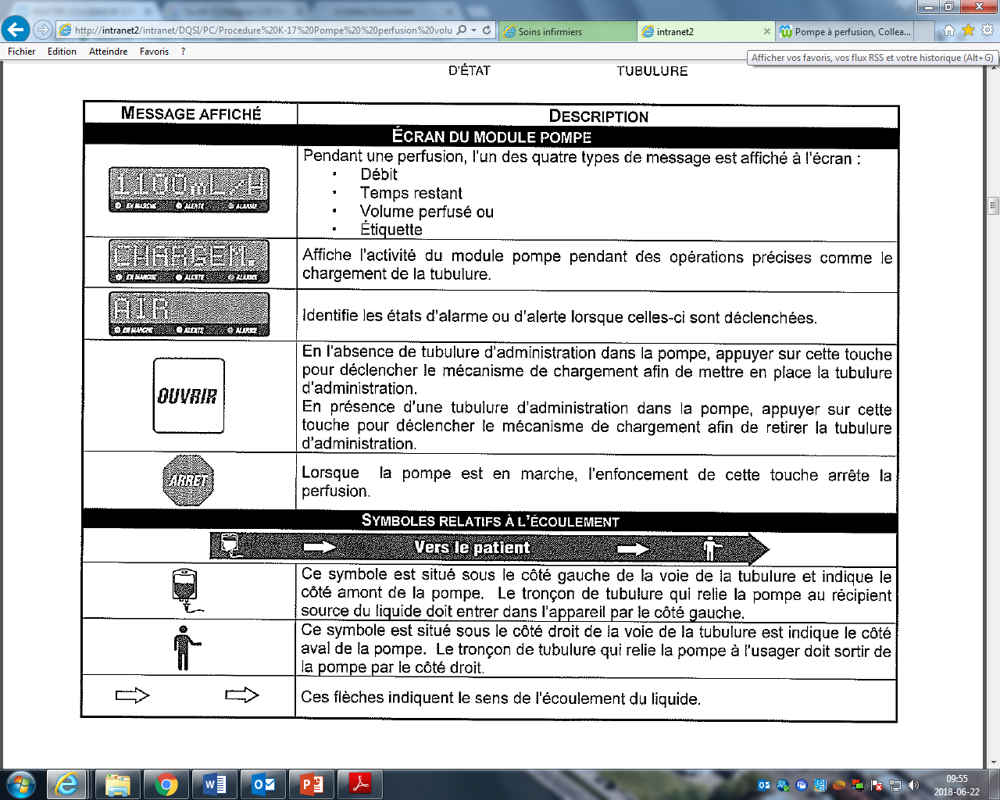 http://intranet2/intranet/DQSI/PC/Procedure%20K-17%20Pompe%20%20perfusion%20volu
Soins infirmiers
intranet2
Pompe à perfusion, Collea...
Fichier Edition Atteindre Favoris ?
Afficher vos favoris, vos flux RSS et votre historique (Alt+G)
D'ÉTAT TUBULURE
MESSAGE AFFICHÉ DESCRIPTION
ÉCRAN DU MODULE POMPE
1100mL/H
EN MARCHE ALERTE ALARME
Pendant une perfusion, l'un des quatre types de message est affiché à l'écran :
· Débit
· Temps restant
· Volume perfusé ou
· Étiquette
CHARGEM.
EN MARCHE ALERTE ALARME
Affiche l'activité du module pompe pendant des opérations précises comme le
chargement de la tubulure.
AIR
EN MARCHE ALERTE ALARME
Identifie les états d'alarme ou d'alerte lorsque celles-ci sont déclenchées.
OUVRIR
En l'absence de tubulure d'administration dans la pompe, appuyer sur cette touche
pour déclencher le mécanisme de chargement afin de mettre en place la tubulure
d'administration.
En présence d'une tubulure d'administration dans la pompe, appuyer sur cette
touche pour déclencher le mécanisme de chargement afin de retirer la tubulure
d'administration.
ARRET
Lorsque la pompe est en marche, l'enfoncement de cette touche arrête la
perfusion.
SYMBOLES RELATIFS À L'ÉCOULEMENT
Vers le patient
Ce symbole est situé sous le côté gauche de la voie de la tubulure et indique le
côté amont de la pompe. Le tronçon de tubulure qui relie la pompe au récipient
source du liquide doit entrer dans l'appareil par le côté gauche.
Ce symbole est situé sous le côté droit de la voie de la tubulure est indique le côté
aval de la pompe. Le tronçon de tubulure qui relie la pompe à l'usager doit sortir de
la pompe par le côté droit.
Ces flèches indiquent le sens de l'écoulement du liquide.
09:55
2018-06-22